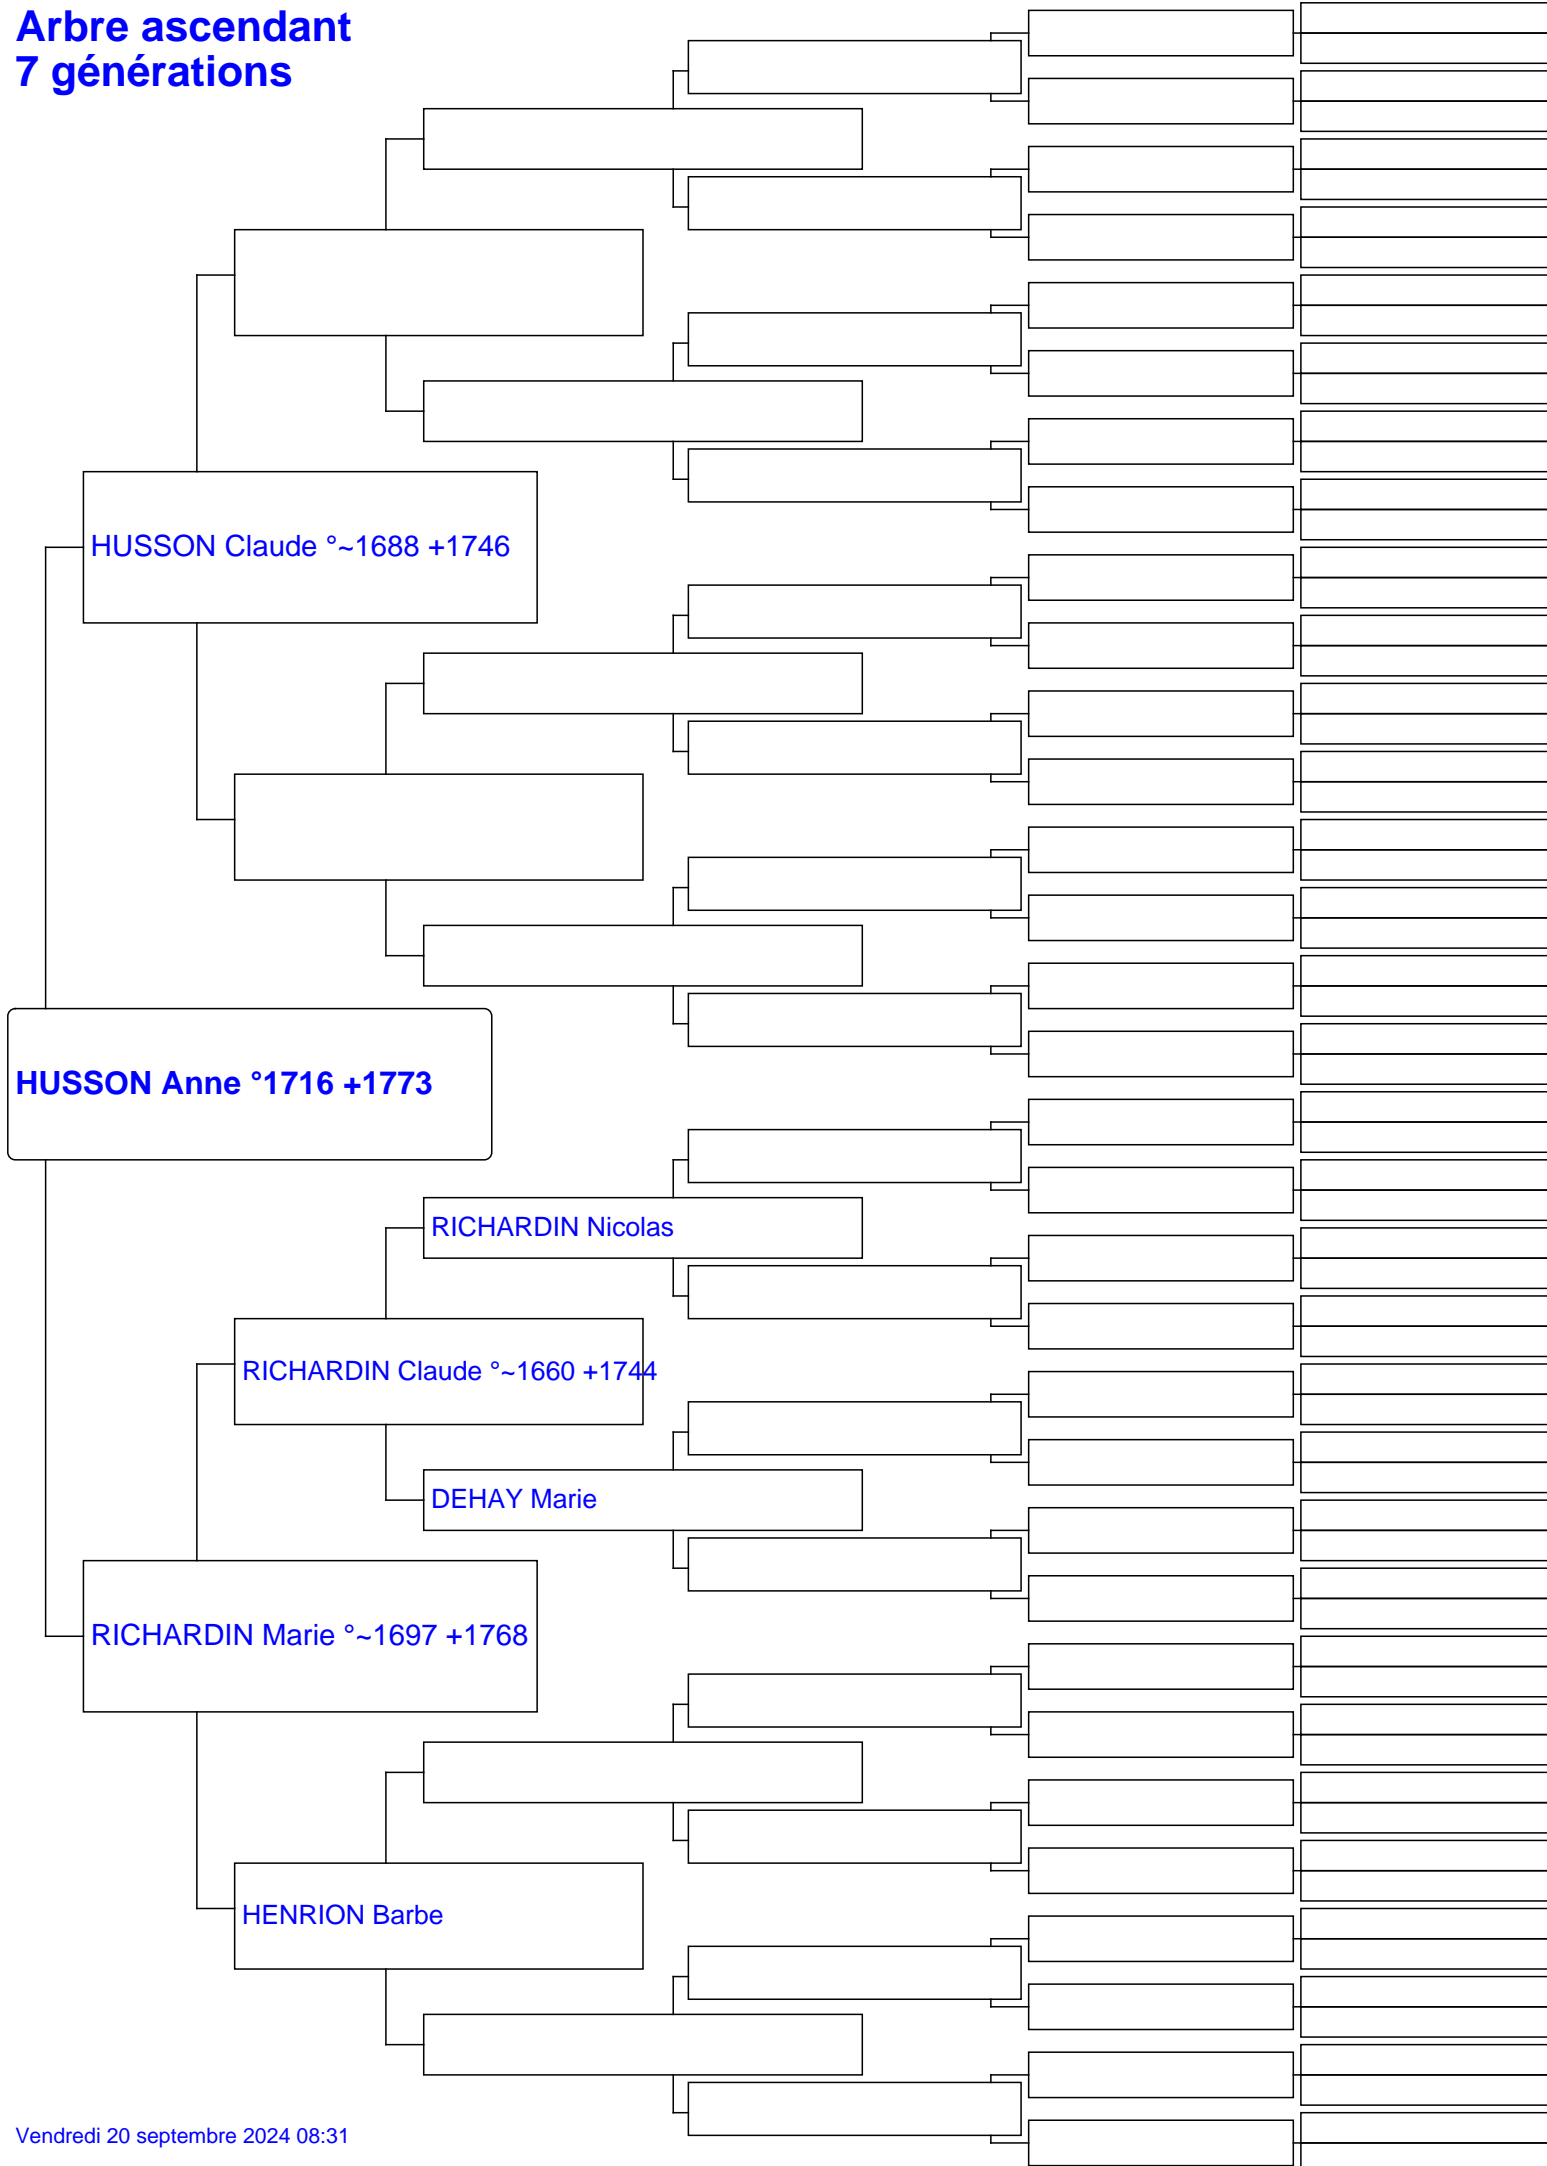 Arbre ascendant
7 générations
HUSSON Claude °~1688 +1746
HUSSON Anne °1716 +1773
RICHARDIN Nicolas
RICHARDIN Claude °~1660 +1744
DEHAY Marie
RICHARDIN Marie °~1697 +1768
HENRION Barbe
Vendredi 20 septembre 2024 08:31